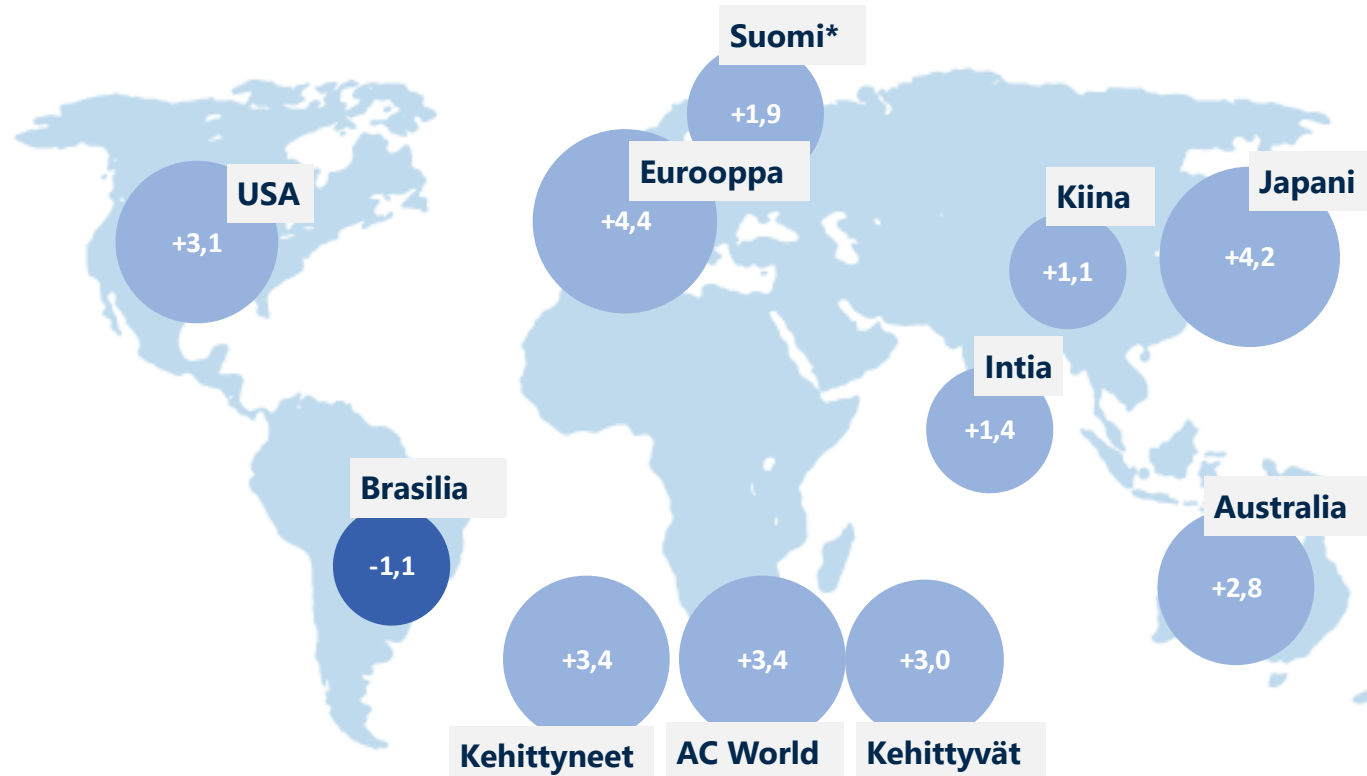 Suomi*
+1,9
Eurooppa
+4,4
USA
+3,1
Kiina
+1,1
Japani
+4,2
Intia
+1,4
Brasilia
-1,1
Australia
+2,8
+3,4
Kehittyneet
+3,4
AC World
+3,0
Kehittyvät